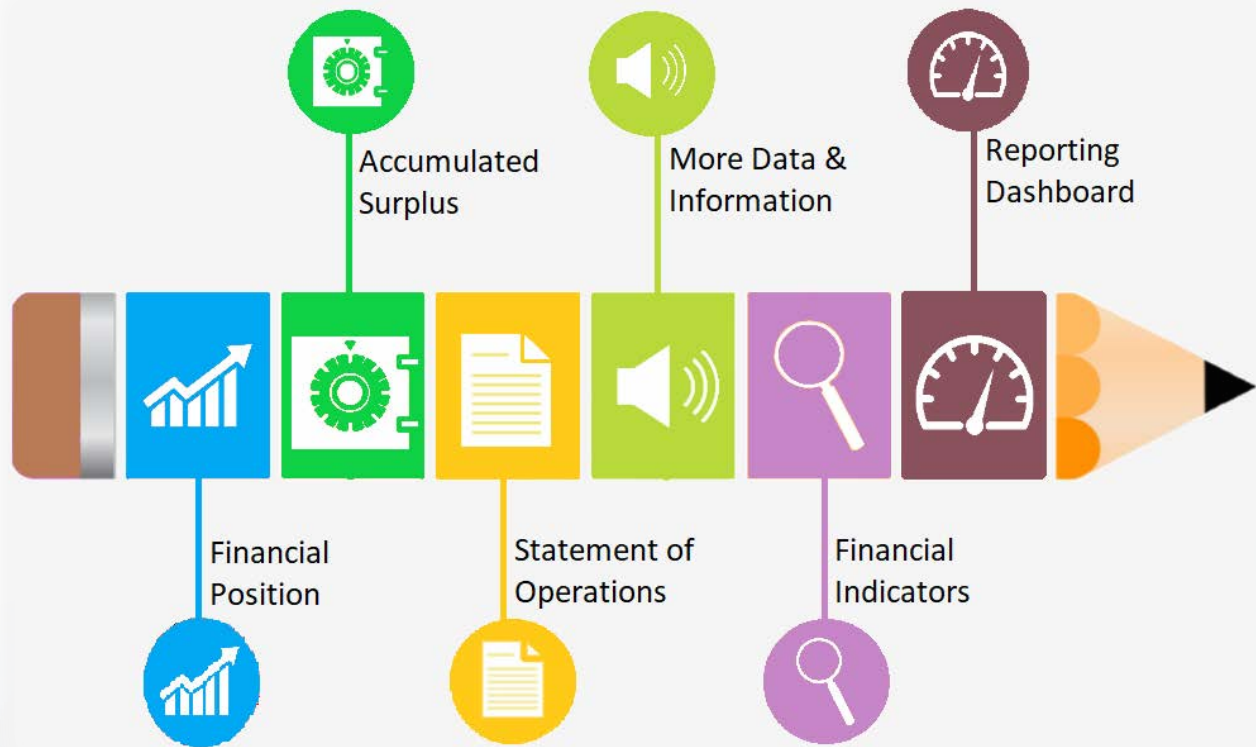 Accumulated
Surplus
More Data &
Information
Reporting
Dashboard
Financial
Position
Statement of
Operations
Financial
Indicators